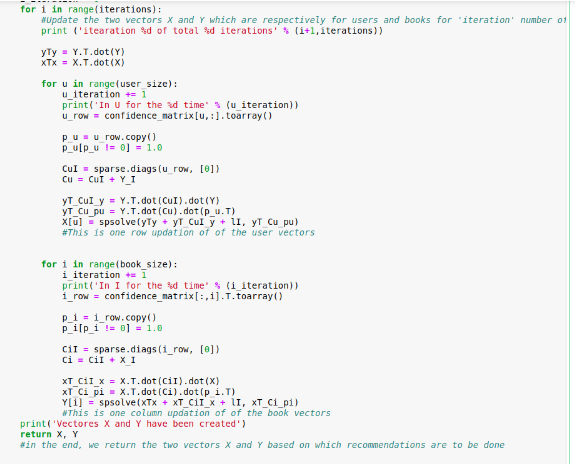 for i in range(iterations):
#Update the two vectors X and Y which are respectively for users and books for 'iteration' number of
print ('itearation %d of total %d iterations' % (i+1,iterations))
yTy = Y.T.dot(Y)
xTx = X.T.dot(X)
for u in range(user_size):
u_iteration += 1
print('In U for the %d time' % (u_iteration))
u_row = confidence_matrix[u,:].toarray()
p_u = u_row.copy()
p_u[p_u != 0] = 1.0
CuI = sparse.diags(u_row, [0])
Cu = CuI + Y_I
yT_CuI_y = Y.T.dot(CuI).dot(Y)
yT_Cu_pu = Y.T.dot(Cu).dot(p_u.T)
X[u] = spsolve(yTy + yT_CuI_y + lI, yT_Cu_pu)
#This is one row updation of of the user vectors
for i in range(book_size):
i_iteration += 1
print('In I for the %d time' % (i_iteration))
i_row = confidence_matrix[:,i].T.toarray()
p_i = i_row.copy()
p_i[p_i != 0] = 1.0
CiI = sparse.diags(i_row, [0])
Ci = CiI + X_I
xT_CiI_x = X.T.dot(CiI).dot(X)
xT_Ci_pi = X.T.dot(Ci).dot(p_i.T)
Y[i] = spsolve(xTx + xT_CiI_x + lI, xT_Ci_pi)
#This is one column updation of of the book vectors
print('Vectores X and Y have been created')
return X, Y
#in the end, we return the two vectors X and Y based on which recommendations are to be done